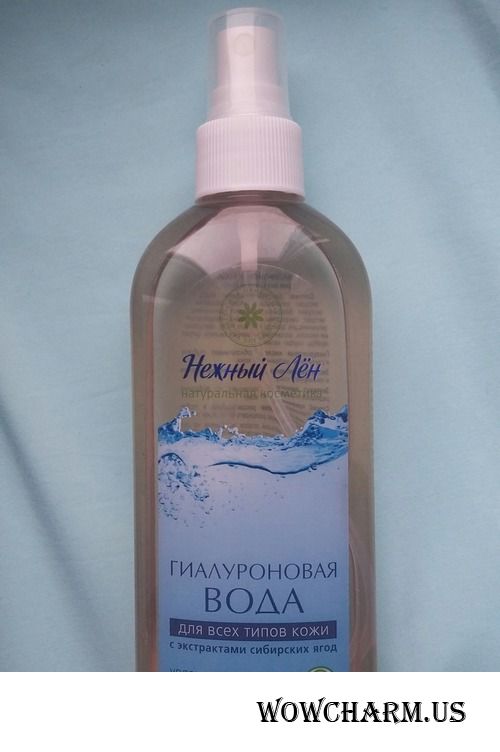 Нежный Лён
натуральная косметика
ГИАЛУРОНОВАЯ
ВОДА
для всех типов кожи
с экстрактами сибирских ягод
WOWCHARM.US